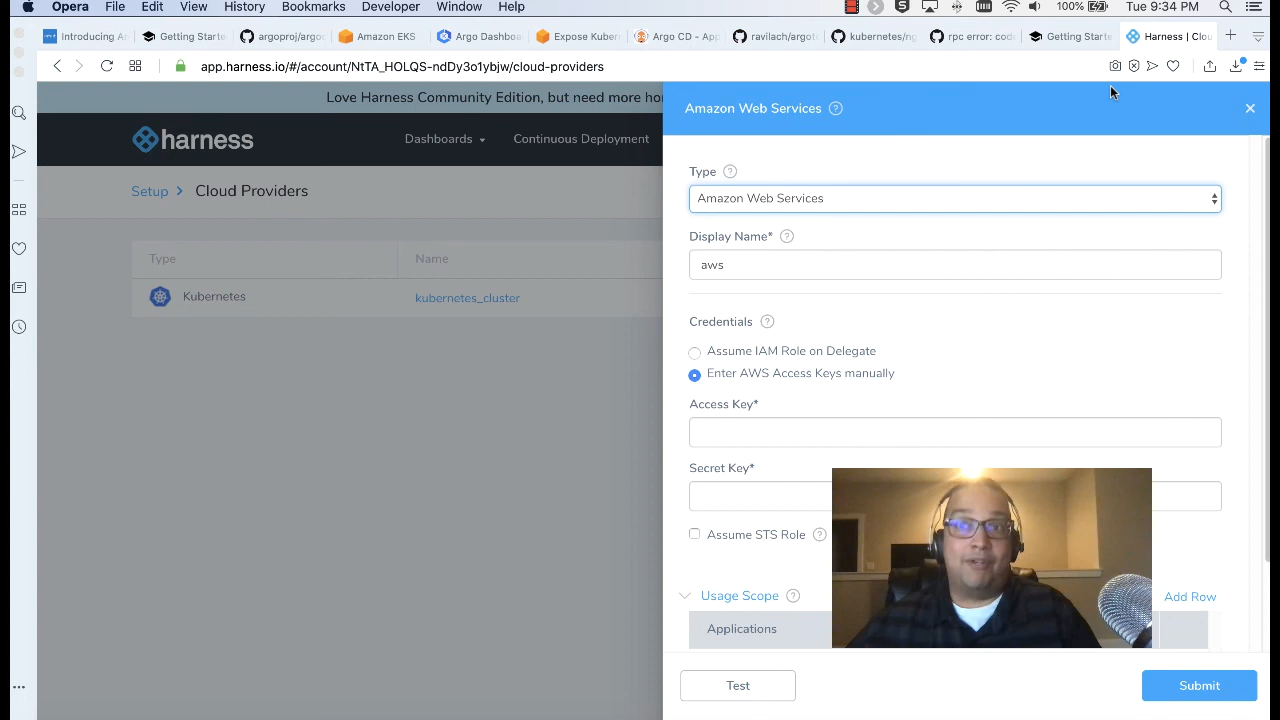 Opera File Edit View History Bookmarks Developer Window Help 100% Tue 9:34 PM
Introducing A Getting Starte argoproj/argo Amazon EKS Argo Dashboa Expose Kuber Argo CD - App ravilach/argot kubernetes/ng rpc error: cod Getting Starte Harness | Clou
app.harness.io/#/account/NtTA_HOLQS-ndDy3o1ybjw/cloud-providers
Love Harness Community Edition, but need more ho
Amazon Web Services ?
harness Dashboards Continuous Deployment
Setup > Cloud Providers
Type Name
Kubernetes kubernetes_cluster
Type ?
Amazon Web Services
Display Name* ?
aws
Credentials ?
Assume IAM Role on Delegate
Enter AWS Access Keys manually
Access Key*
Secret Key*
Assume STS Role ?
Usage Scope ? Add Row
Applications
Test Submit